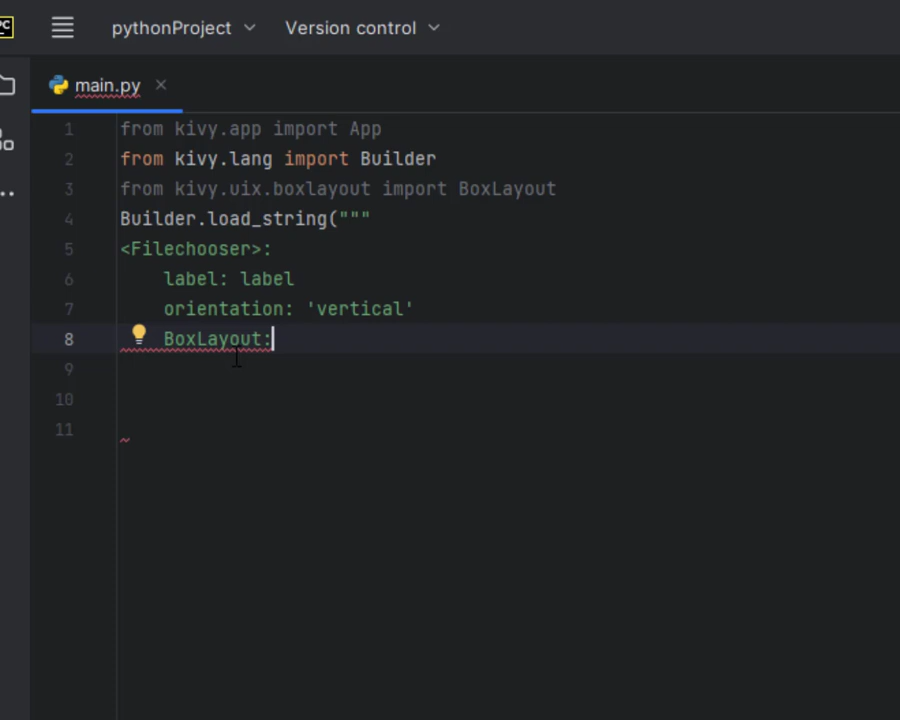 PC
pythonProject
Version control
main.py
1 from kivy.app import App
2 from kivy.lang import Builder
3 from kivy.uix.boxlayout import BoxLayout
4 Builder.load_string("""
5 <Filechooser>:
6     label: label
7     orientation: 'vertical'
8     BoxLayout:
9
10
11